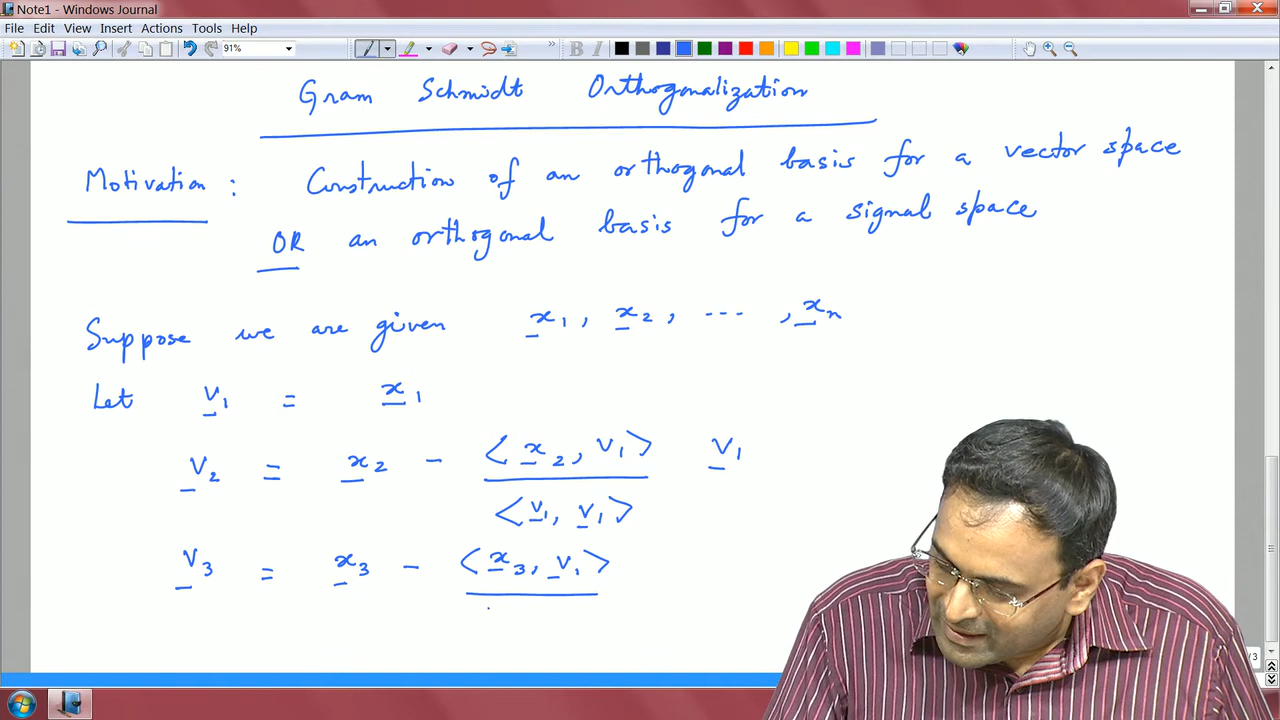 Note1 - Windows Journal
File Edit View Insert Actions Tools Help
91%
Gram Schmidt Orthogonalization
Motivation : Construction of an orthogonal basis for a vector space
OR an orthogonal basis for a signal space
Suppose we are given x₁, x₂, ..., xₙ
Let v₁ = x₁
v₂ = x₂ - <x₂, v₁> / <v₁, v₁> v₁
v₃ = x₃ - <x₃, v₁>
/3